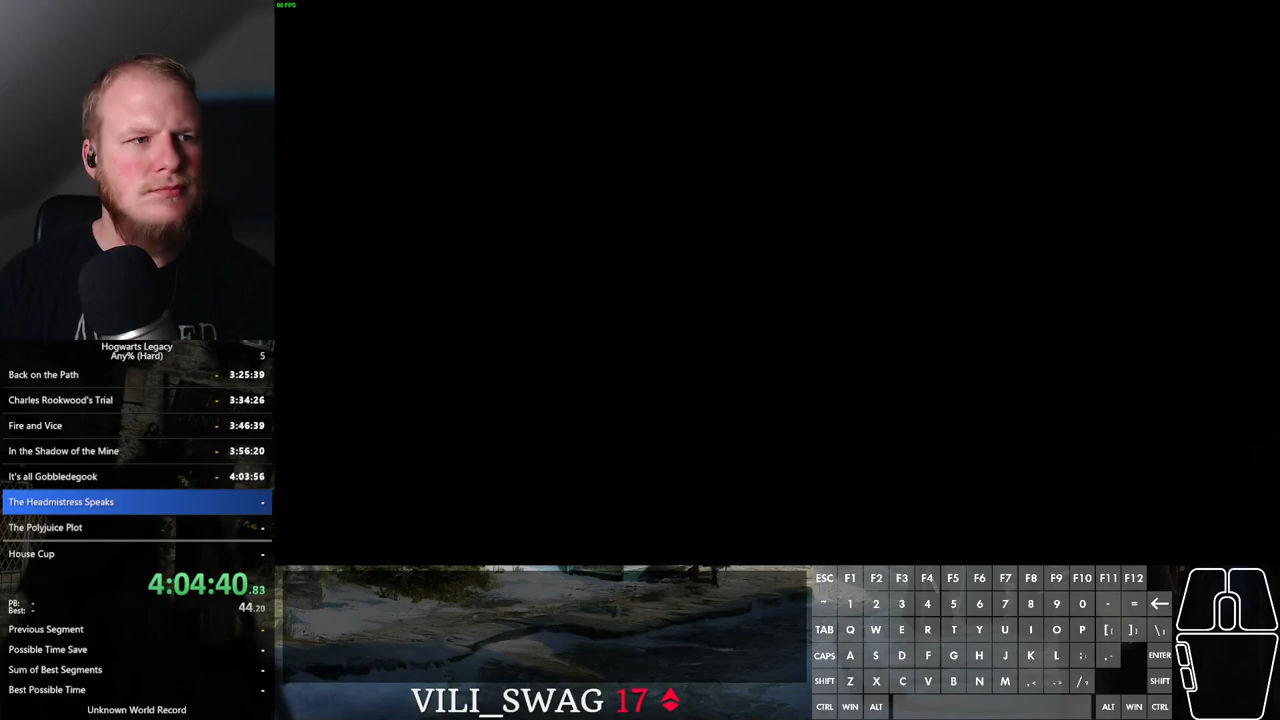 90 FPS
Hogwarts Legacy
Any% (Hard) 5
Back on the Path - 3:25:39
Charles Rookwood's Trial - 3:34:26
Fire and Vice - 3:46:39
In the Shadow of the Mine - 3:56:20
It's all Gobbledegook - 4:03:56
The Headmistress Speaks -
The Polyjuice Plot -
House Cup -
4:04:40.83
PB: -
Best: - 44.20
Previous Segment -
Possible Time Save -
Sum of Best Segments -
Best Possible Time -
Unknown World Record
VILI_SWAG 17
ESC F1 F2 F3 F4 F5 F6 F7 F8 F9 F10 F11 F12
~ 1 2 3 4 5 6 7 8 9 0 - = ←
TAB Q W E R T Y U I O P [{ ]} \|
CAPS A S D F G H J K L ENTER
SHIFT Z X C V B N M ,< .> /? SHIFT
CTRL WIN ALT ALT WIN CTRL